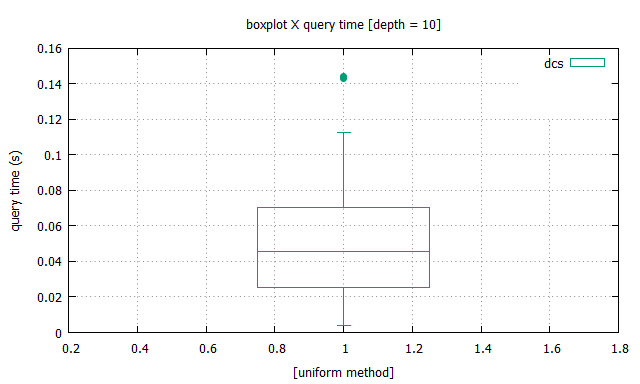 boxplot X query time [depth = 10]
0.16
dcs
0.14
0.12
0.1
0.08
0.06
0.04
0.02
0
query time (s)
0.2 0.4 0.6 0.8 1 1.2 1.4 1.6 1.8
[uniform method]